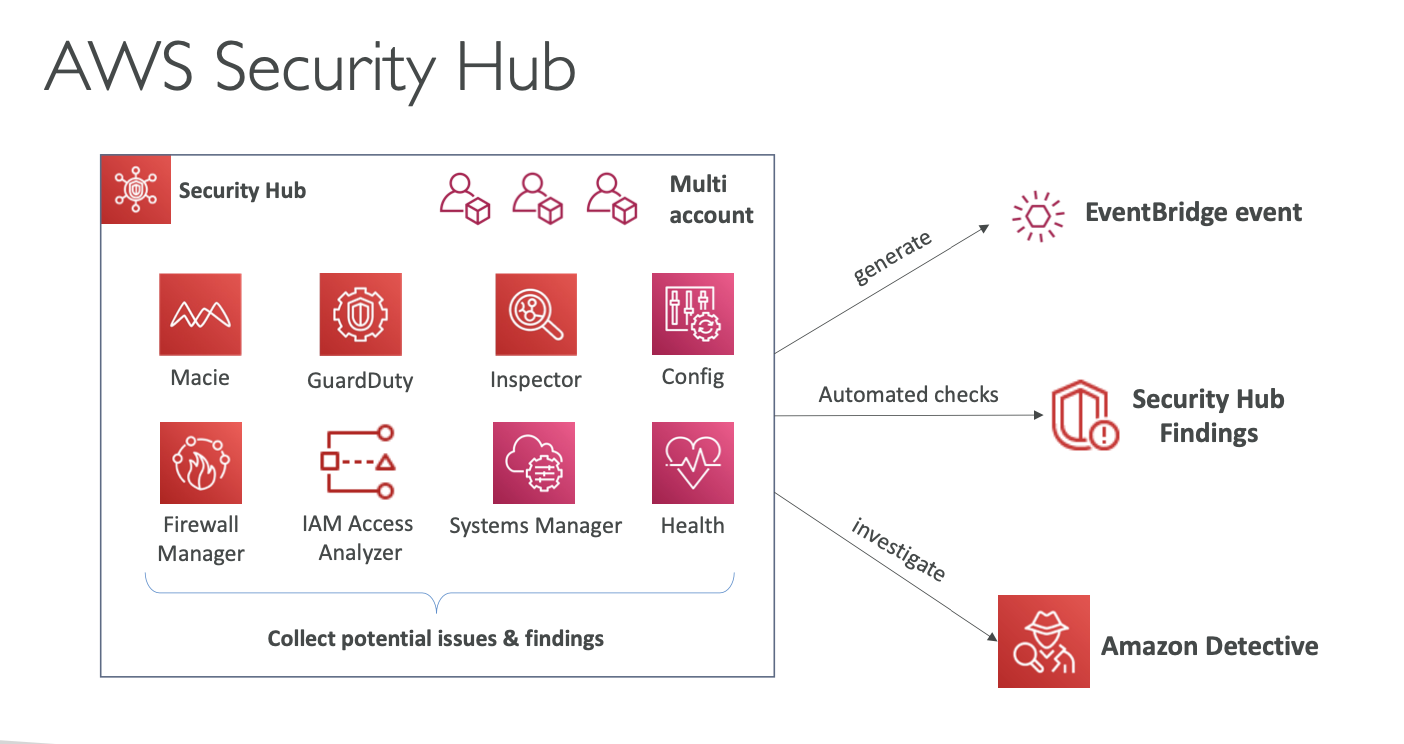 AWS Security Hub
Security Hub
Multi
account
Macie
GuardDuty
Inspector
Config
Firewall
Manager
IAM Access
Analyzer
Systems Manager
Health
Collect potential issues & findings
generate
EventBridge event
Automated checks
Security Hub
Findings
investigate
Amazon Detective